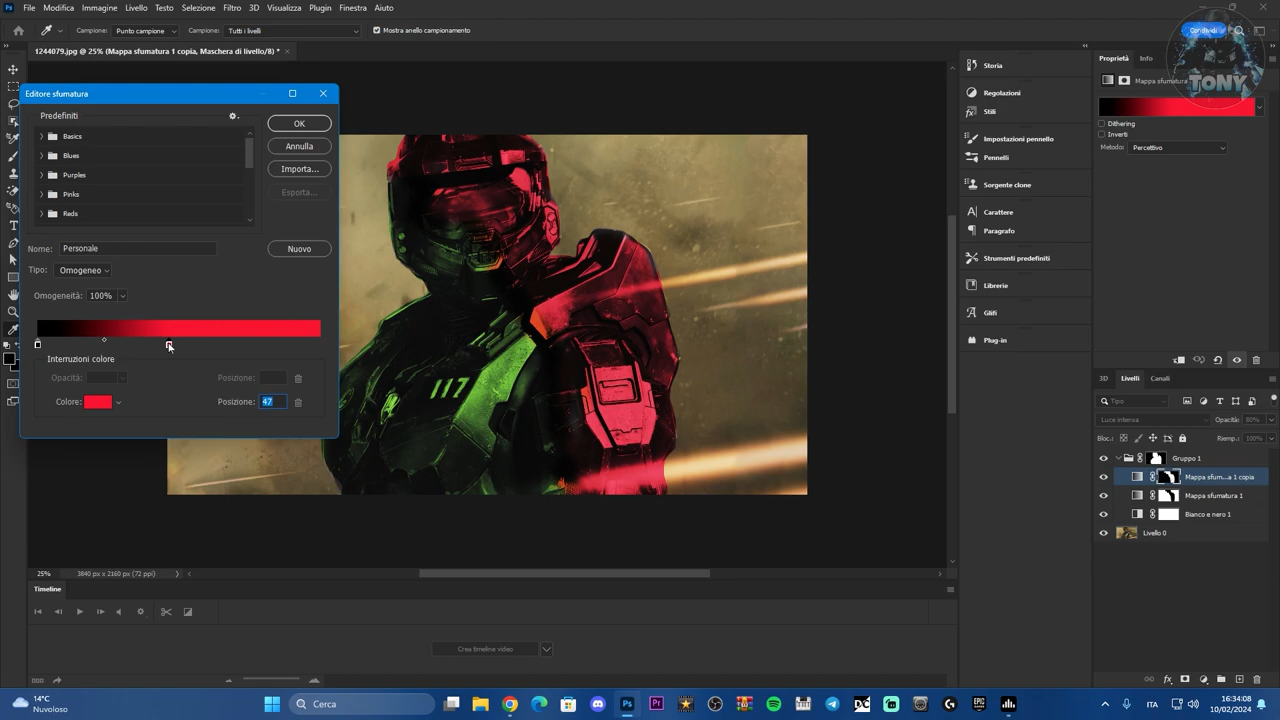 File Modifica Immagine Livello Testo Selezione Filtro 3D Visualizza Plugin Finestra Aiuto
Campione: Punto campione Campione: Tutti i livelli Mostra anello campionamento Condividi
1244079.jpg @ 25% (Mappa sfumatura 1 copia, Maschera di livello/8) *
TONY
Editore sfumatura
Predefiniti
Basics
Blues
Purples
Pinks
Reds
OK
Annulla
Importa...
Esporta...
Nome: Personale
Nuovo
Tipo: Omogeneo
Omogeneità: 100%
Interruzioni colore
Opacità: Posizione:
Colore: Posizione: 47
117
Storia
Regolazioni
Stili
Impostazioni pennello
Pennelli
Sorgente clone
Carattere
Paragrafo
Strumenti predefiniti
Librerie
Glifi
Plug-in
Proprietà Info
Mappa sfumatura
Dithering
Inverti
Metodo: Percettivo
3D Livelli Canali
Tipo
Luce intensa Opacità: 80%
Bloc.: Riemp.: 100%
Gruppo 1
Mappa sfum...a 1 copia
Mappa sfumatura 1
Bianco e nero 1
Livello 0
25% 3840 px x 2160 px (72 ppi)
Timeline
Crea timeline video
14°C
Nuvoloso
Cerca
ITA
16:34:08
10/02/2024